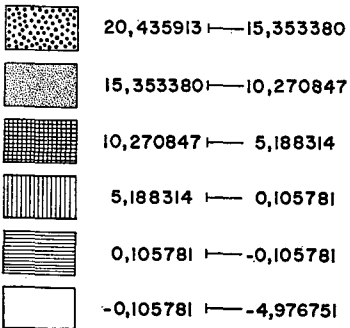 20,435913 ⊢— 15,353380
15,353380 ⊢— 10,270847
10,270847 ⊢— 5,188314
5,188314 ⊢— 0,105781
0,105781 ⊢— -0,105781
-0,105781 ⊢— -4,976751